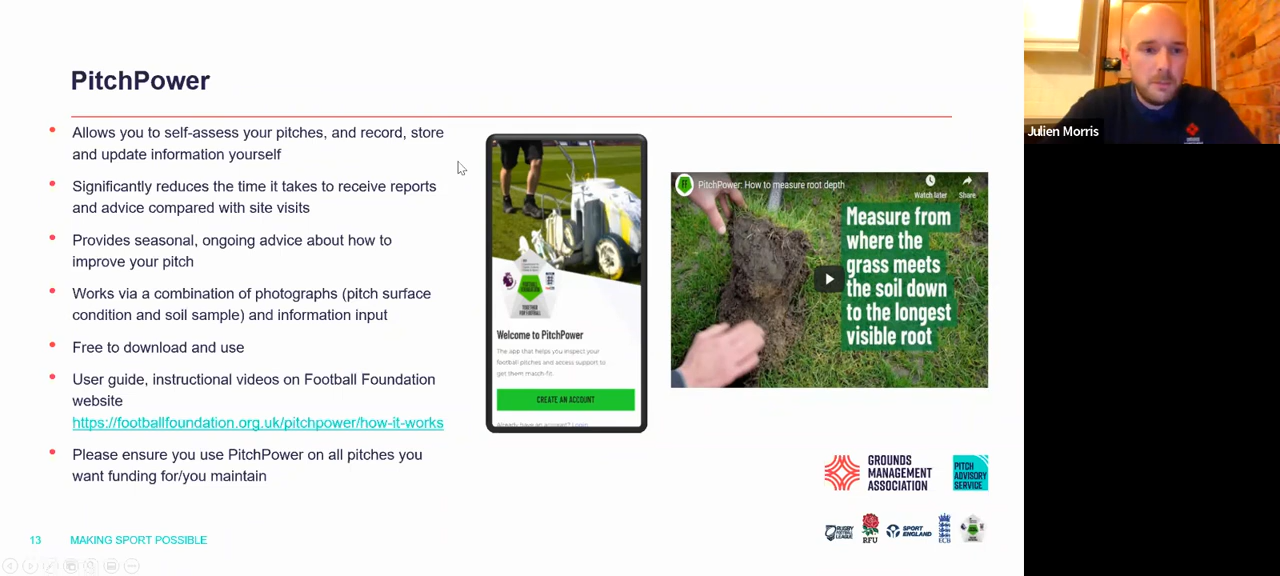 PitchPower
Allows you to self-assess your pitches, and record, store
and update information yourself
Significantly reduces the time it takes to receive reports
and advice compared with site visits
Provides seasonal, ongoing advice about how to
improve your pitch
Works via a combination of photographs (pitch surface
condition and soil sample) and information input
Free to download and use
User guide, instructional videos on Football Foundation
website
https://footballfoundation.org.uk/pitchpower/how-it-works
Please ensure you use PitchPower on all pitches you
want funding for/you maintain
Welcome to PitchPower
The app that helps you inspect your
football pitches and access support to
get them match-fit.
CREATE AN ACCOUNT
Already have an account? Login
PitchPower: How to measure root depth
Watch later
Share
Measure from
where the
grass meets
the soil down
to the longest
visible root
GROUNDS
MANAGEMENT
ASSOCIATION
PITCH
ADVISORY
SERVICE
RUGBY
FOOTBALL
LEAGUE
RFU
SPORT
ENGLAND
ECB
13
MAKING SPORT POSSIBLE
Julien Morris